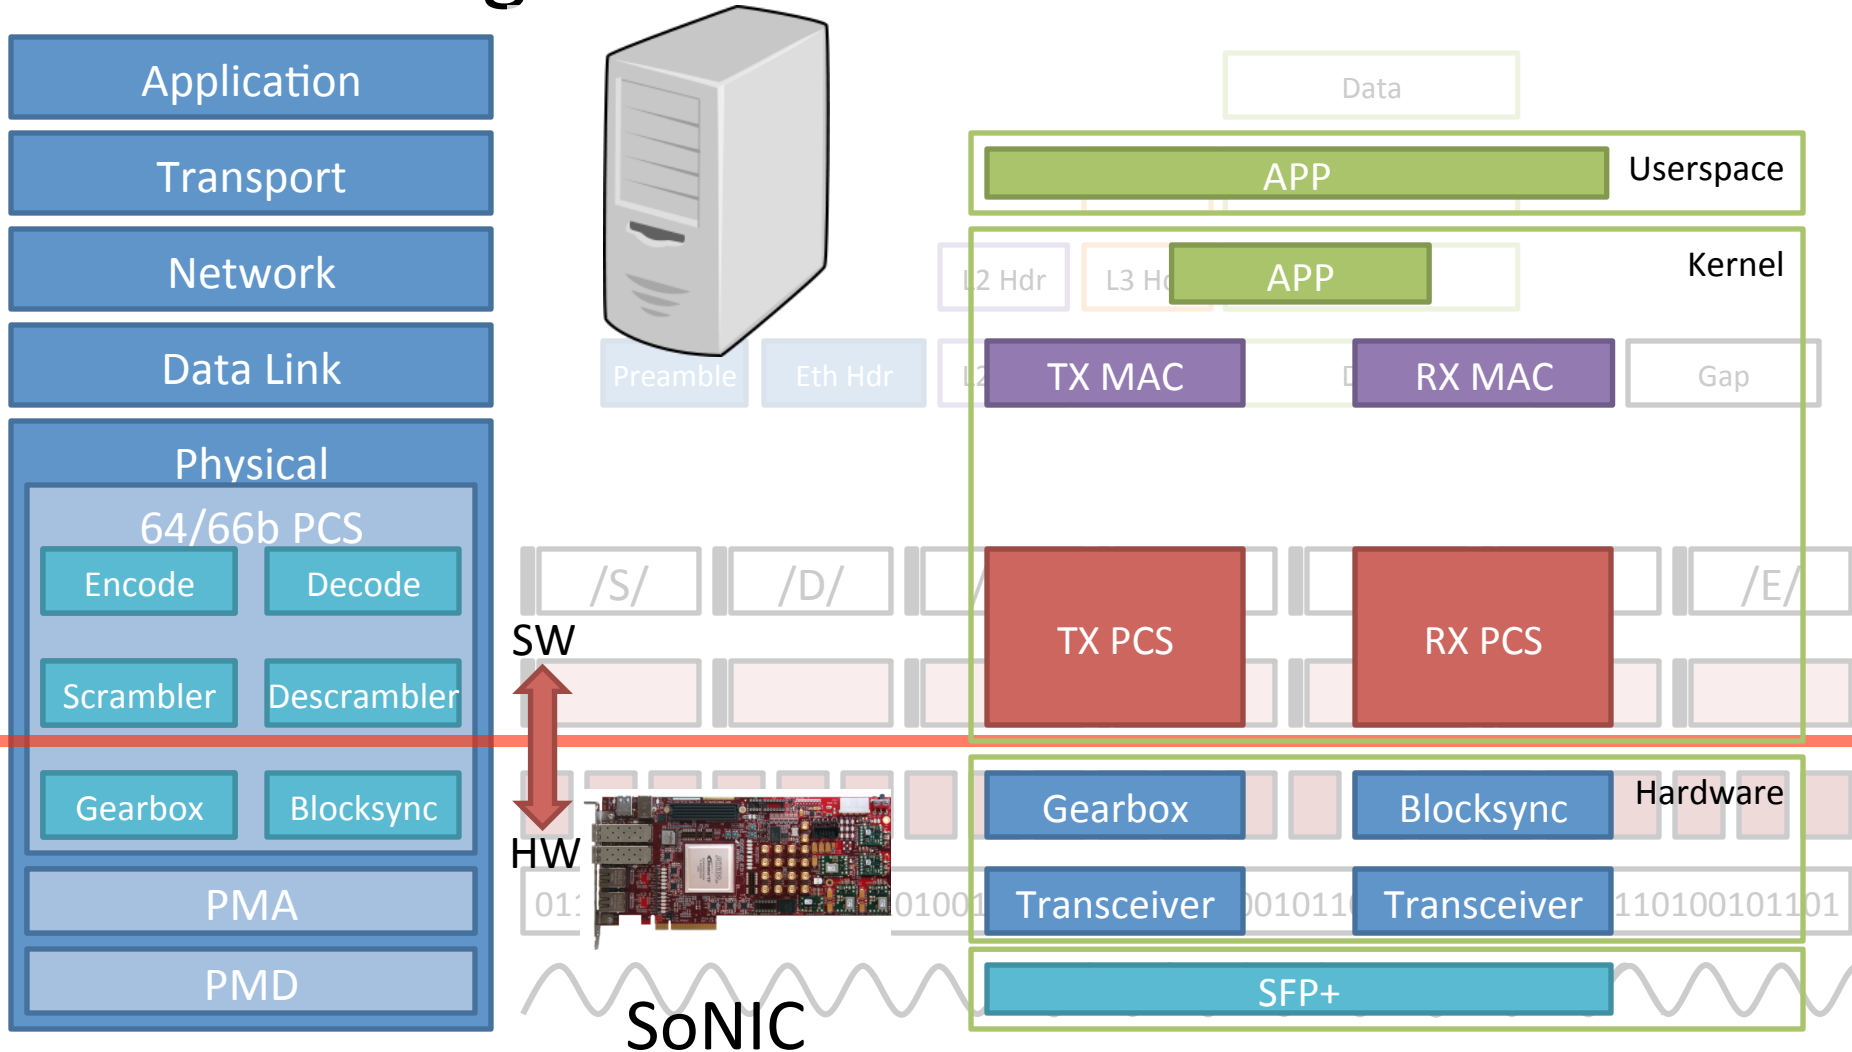 Application
Transport
Network
Data Link
Physical
64/66b PCS
Encode
Decode
Scrambler
Descrambler
Gearbox
Blocksync
PMA
PMD
SW
HW
SoNIC
Data
APP
Userspace
L2 Hdr
L3
APP
Kernel
Preamble
Eth Hdr
TX MAC
RX MAC
Gap
/S/
/D/
/E/
TX PCS
RX PCS
Gearbox
Blocksync
Hardware
Transceiver
Transceiver
110100101101
SFP+